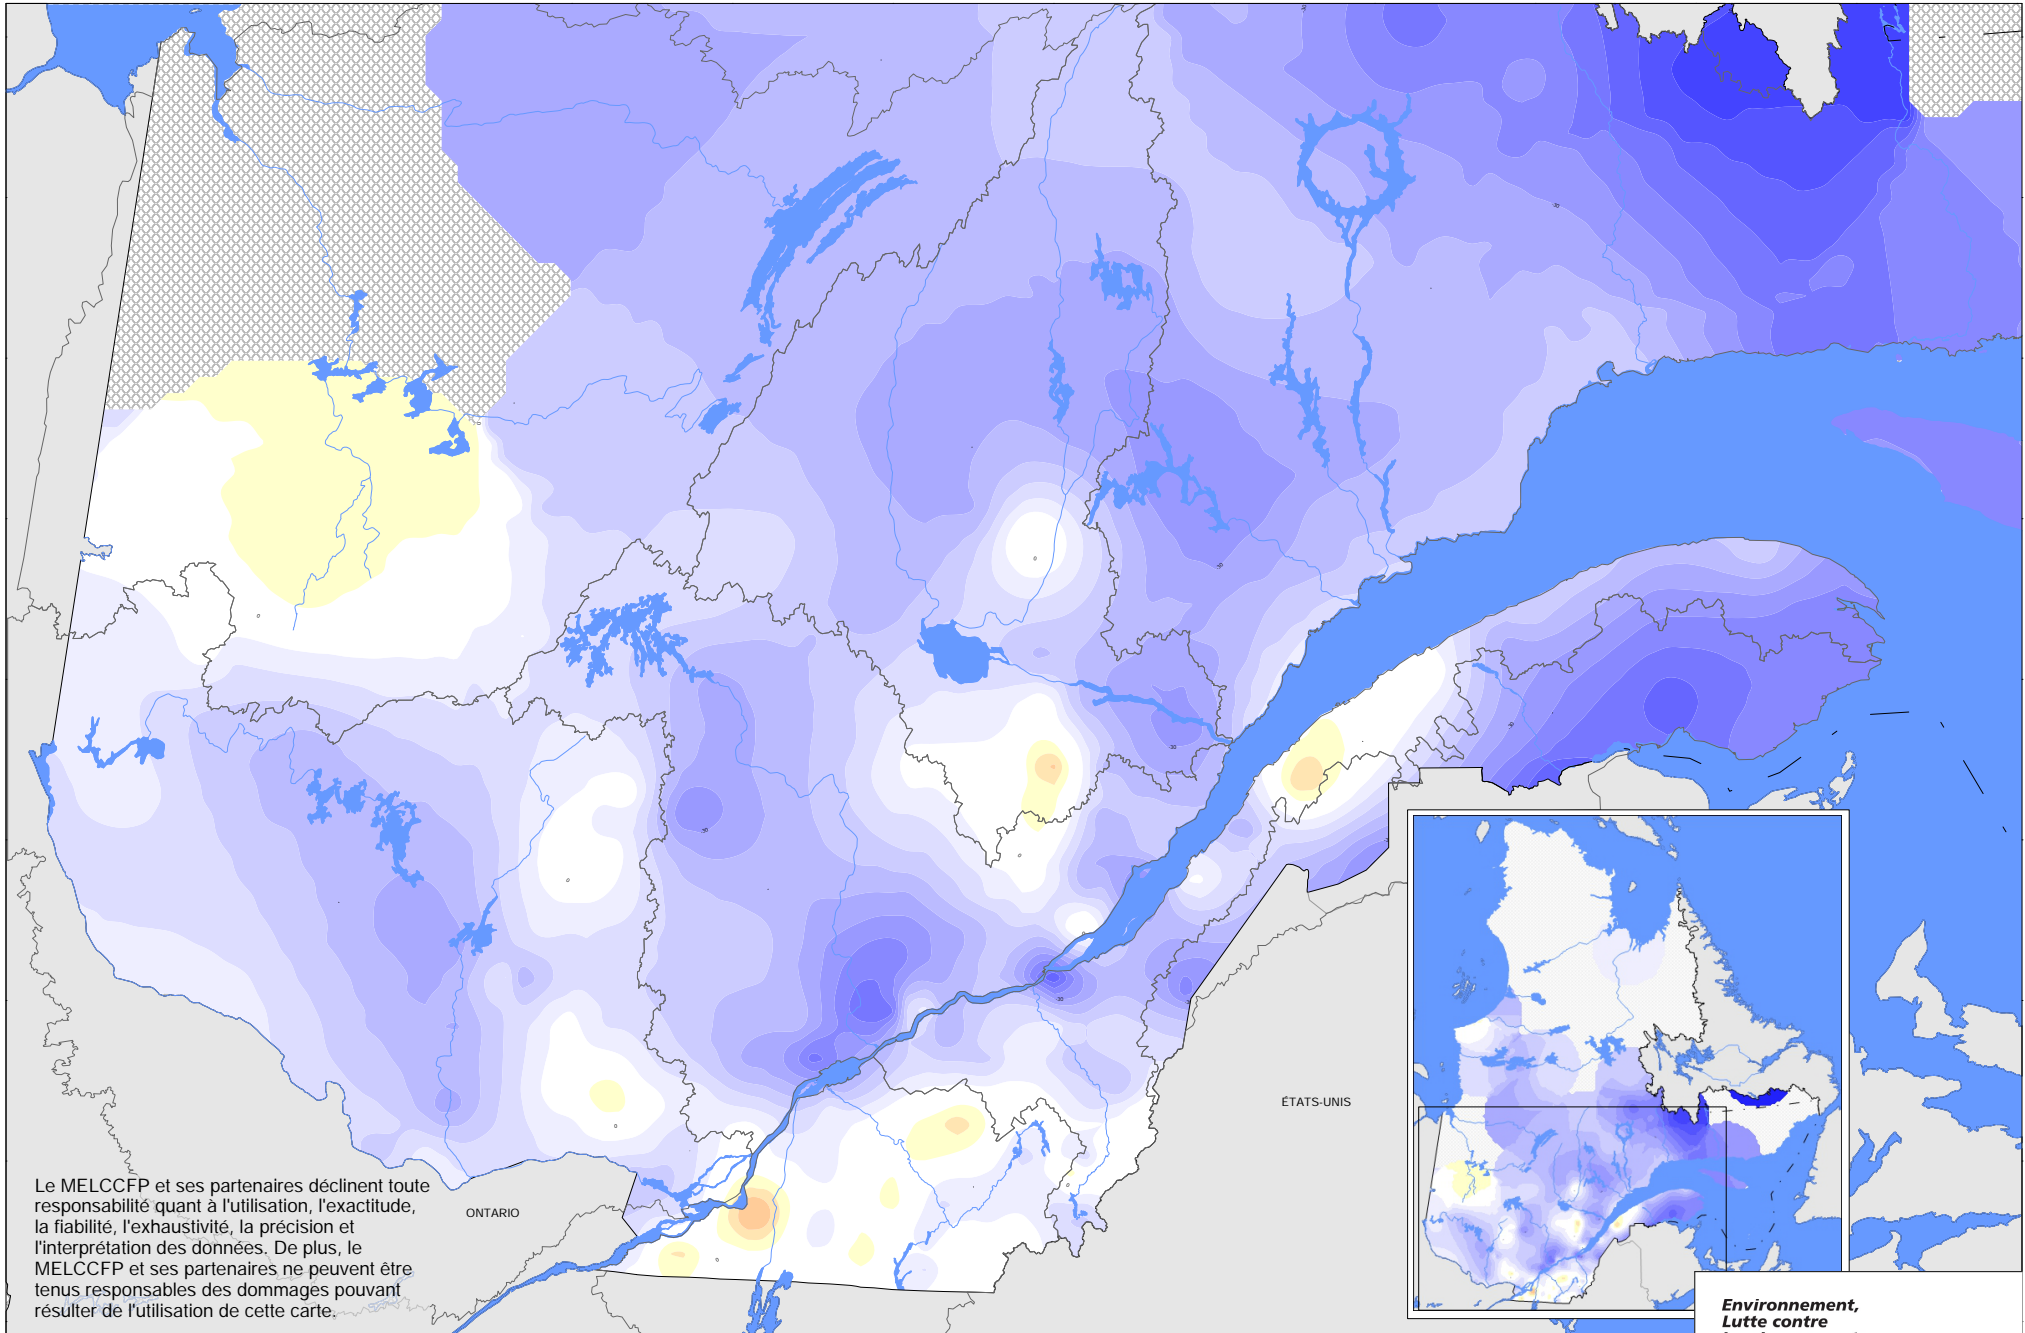 ÉTATS-UNIS
Le MELCCFP et ses partenaires déclinent toute
responsabilité quant à l'utilisation, l'exactitude,
la fiabilité, l'exhaustivité, la précision et
l'interprétation des données. De plus, le
MELCCFP et ses partenaires ne peuvent être
tenus responsables des dommages pouvant
résulter de l'utilisation de cette carte.
ONTARIO
Environnement,
Lutte contre